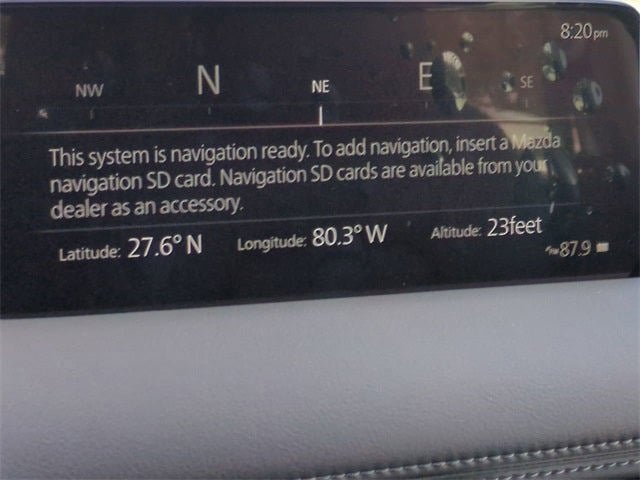 8:20pm
NW N NE E SE
This system is navigation ready. To add navigation, insert a Mazda
navigation SD card. Navigation SD cards are available from your
dealer as an accessory.
Latitude: 27.6° N Longitude: 80.3° W Altitude: 23feet
FM 87.9